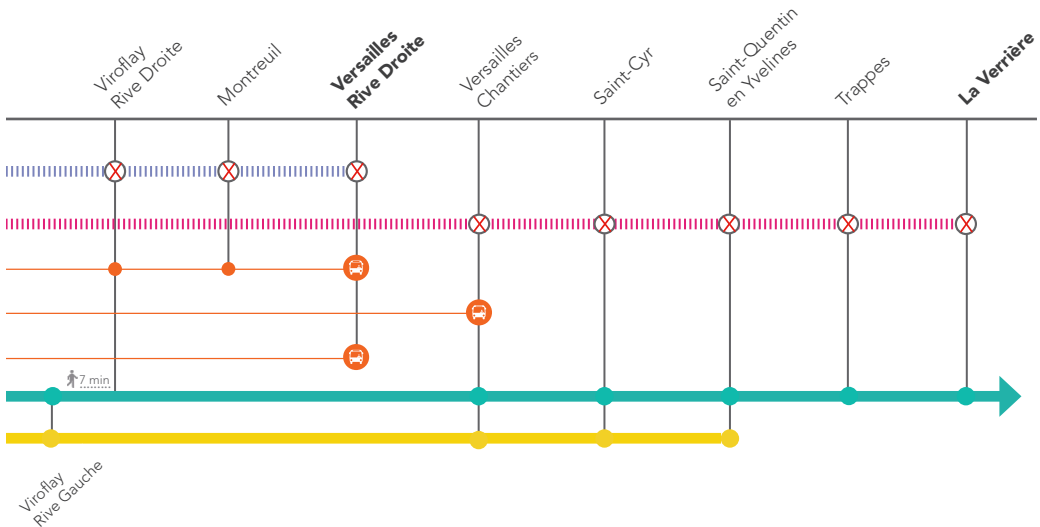 Viroflay
Rive Droite
Montreuil
Versailles
Rive Droite
Versailles
Chantiers
Saint-Cyr
Saint-Quentin
en Yvelines
Trappes
La Verrière
7 min
Viroflay
Rive Gauche